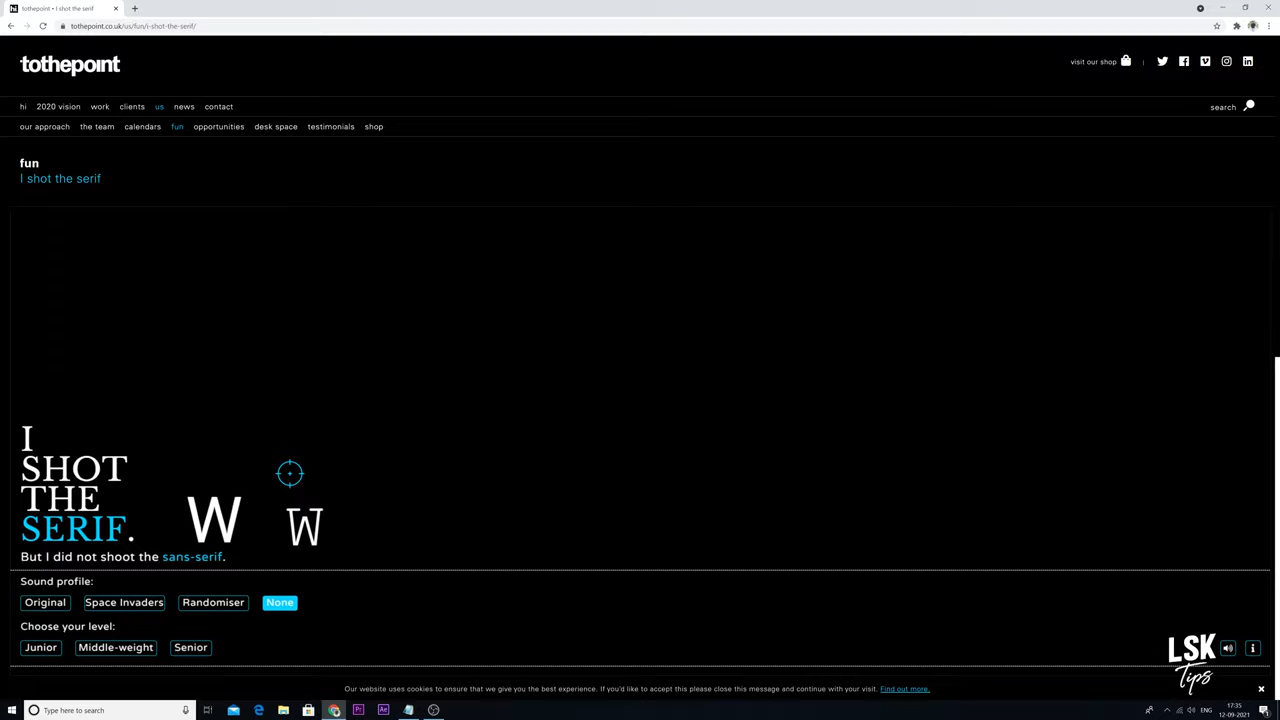 tothepoint • I shot the serif
tothepoint.co.uk/us/fun/i-shot-the-serif/
tothepoint
visit our shop
hi 2020 vision work clients us news contact
search
our approach the team calendars fun opportunities desk space testimonials shop
fun
I shot the serif
I
SHOT
THE
SERIF.
W W
But I did not shoot the sans-serif.
Sound profile:
Original Space Invaders Randomiser None
Choose your level:
Junior Middle-weight Senior
LSK
Tips
Our website uses cookies to ensure that we give you the best experience. If you'd like to accept this please close this message and continue with your visit. Find out more.
Type here to search
Pr Ae
ENG
17:35
12-09-2021